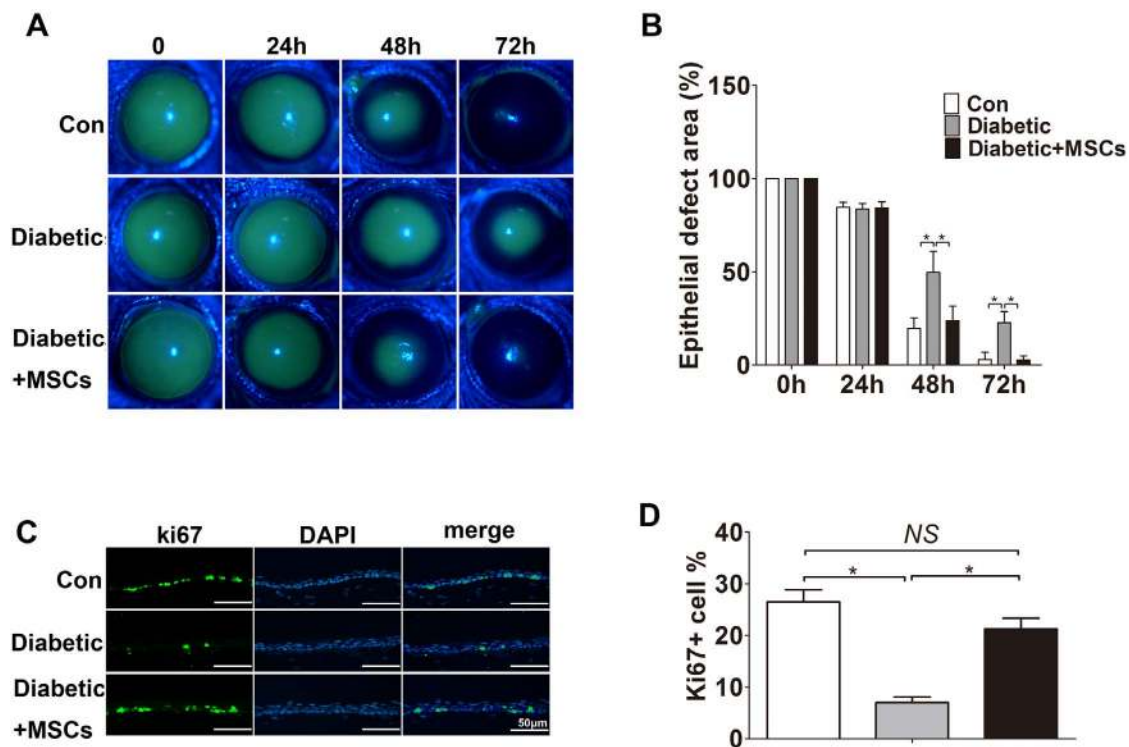 A
0 24h 48h 72h
Con
Diabetic
Diabetic
+MSCs
B
Epithelial defect area (%)
150
100
50
0
Con
Diabetic
Diabetic+MSCs
* *
* *
0h 24h 48h 72h
C
ki67 DAPI merge
Con
Diabetic
Diabetic
+MSCs
50μm
D
Ki67+ cell %
40
30
20
10
0
NS
* *